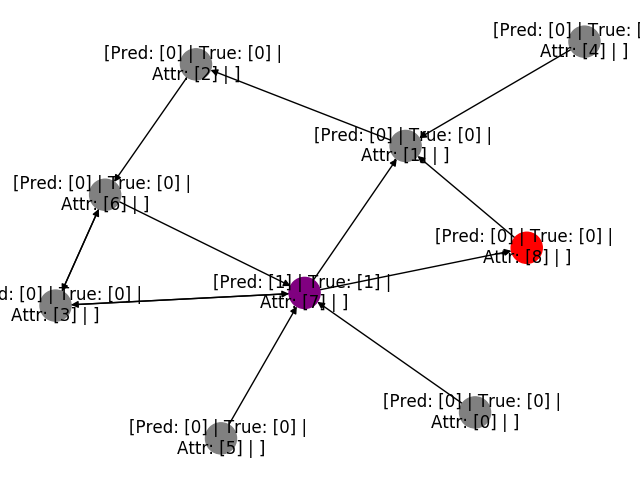 [Pred: [0] | True: [
Attr: [4] | ]
[Pred: [0] | True: [0] |
Attr: [2] | ]
[Pred: [0] | True: [0] |
Attr: [1] | ]
[Pred: [0] | True: [0] |
Attr: [6] | ]
[Pred: [0] | True: [0] |
Attr: [8] | ]
[Pred: [1] | True: [1] |
Attr: [7] | ]
d: [0] | True: [0] |
Attr: [3] | ]
[Pred: [0] | True: [0] |
Attr: [0] | ]
[Pred: [0] | True: [0] |
Attr: [5] | ]